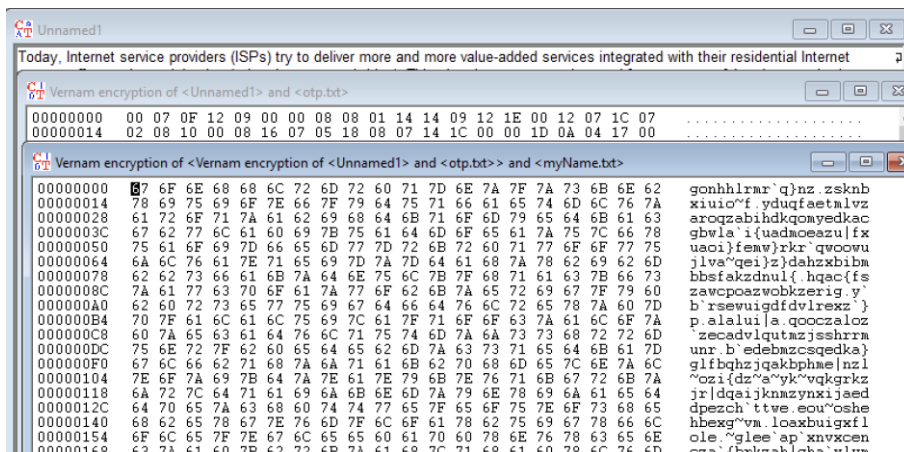 Unnamed1
Today, Internet service providers (ISPs) try to deliver more and more value-added services integrated with their residential Internet
Vernam encryption of <Unnamed1> and <otp.txt>
00000000 00 07 0F 12 09 00 00 08 08 01 14 14 09 12 1E 00 12 07 1C 07 ....................
00000014 02 08 10 00 08 16 07 05 18 08 07 14 1C 00 00 1D 0A 04 17 00 ....................
Vernam encryption of <Vernam encryption of <Unnamed1> and <otp.txt>> and <myName.txt>
00000000 67 6F 6E 68 68 6C 72 6D 72 60 71 7D 6E 7A 7F 7A 73 6B 6E 62 gonhhlrmr`q}nz.zsknb
00000014 78 69 75 69 6F 7E 66 7F 79 64 75 71 66 61 65 74 6D 6C 76 7A xiuio~f.yduqfaetmlvz
00000028 61 72 6F 71 7A 61 62 69 68 64 6B 71 6F 6D 79 65 64 6B 61 63 aroqzabihdkqomyedkac
0000003C 67 62 77 6C 61 60 69 7B 75 61 64 6D 6F 65 61 7A 75 7C 66 78 gbwla`i{uadmoeazu|fx
00000050 75 61 6F 69 7D 66 65 6D 77 7D 72 6B 72 60 71 77 6F 6F 77 75 uaoi}femw}rkr`qwoowu
00000064 6A 6C 76 61 7E 71 65 69 7D 7A 7D 64 61 68 7A 78 62 69 62 6D jlva~qei}z}dahzxbibm
00000078 62 62 73 66 61 6B 7A 64 6E 75 6C 7B 7F 68 71 61 63 7B 66 73 bbsfakzdnul{.hqac{fs
0000008C 7A 61 77 63 70 6F 61 7A 77 6F 62 6B 7A 65 72 69 67 7F 79 60 zawcpoazwobkzerig.y`
000000A0 62 60 72 73 65 77 75 69 67 64 66 64 76 6C 72 65 78 7A 60 7D b`rsewuigdfdvlrexz`}
000000B4 70 7F 61 6C 61 6C 75 69 7C 61 7F 71 6F 6F 63 7A 61 6C 6F 7A p.alalui|a.qooczaloz
000000C8 60 7A 65 63 61 64 76 6C 71 75 74 6D 7A 6A 73 73 68 72 72 6D `zecadvlqutmzjsshrrm
000000DC 75 6E 72 7F 62 60 65 64 65 62 6D 7A 63 73 71 65 64 6B 61 7D unr.b`edebmzcsqedka}
000000F0 67 6C 66 62 71 68 7A 6A 71 61 6B 62 70 68 6D 65 7C 6E 7A 6C glfbqhzjqakbphme|nzl
00000104 7E 6F 7A 69 7B 64 7A 7E 61 7E 79 6B 7E 76 71 6B 67 72 6B 7A ~ozi{dz~a~yk~vqkgrkz
00000118 6A 72 7C 64 71 61 69 6A 6B 6E 6D 7A 79 6E 78 69 6A 61 65 64 jr|dqaijknmzynxijaed
0000012C 64 70 65 7A 63 68 60 74 74 77 65 7F 65 6F 75 7E 6F 73 68 65 dpezch`ttwe.eou~oshe
00000140 68 62 65 78 67 7E 76 6D 7F 6C 6F 61 78 62 75 69 67 78 66 6C hbexg~vm.loaxbuigxfl
00000154 6F 6C 65 7F 7E 67 6C 65 65 60 61 70 60 78 6E 76 78 63 65 6E ole.~glee`ap`xnvxcen